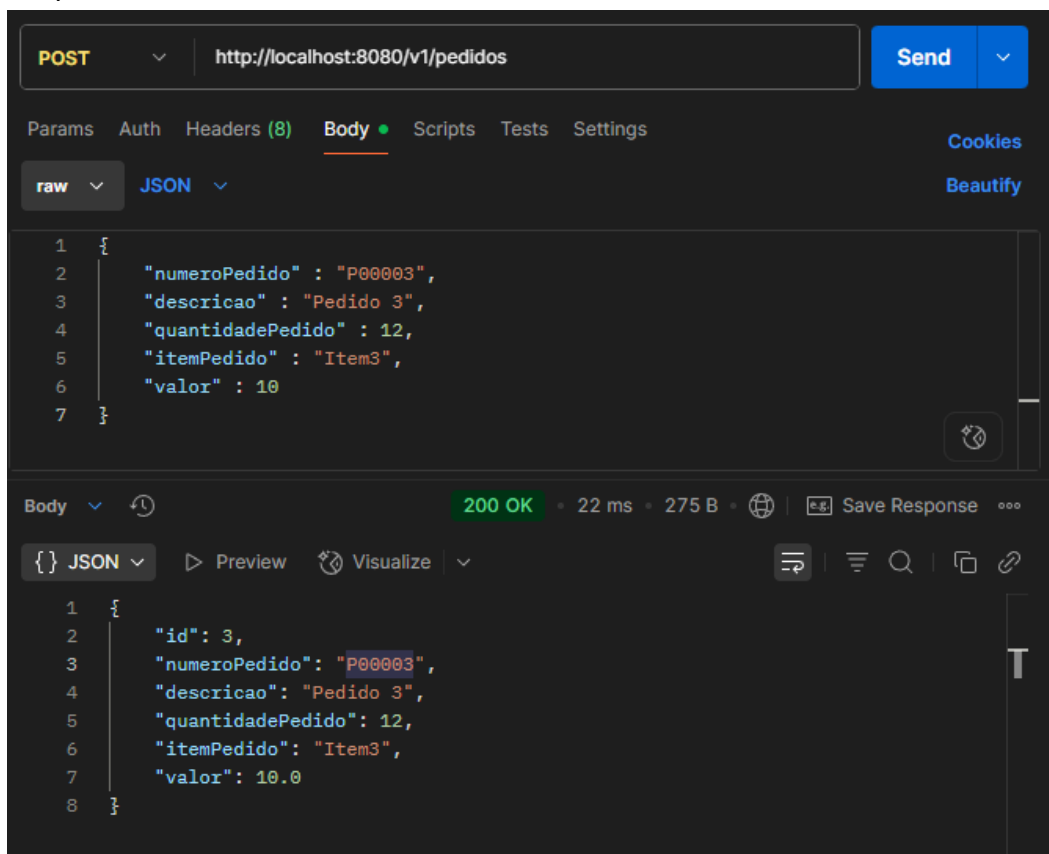 POST http://localhost:8080/v1/pedidos Send
Params Auth Headers (8) Body Scripts Tests Settings Cookies
raw JSON Beautify
1 {
2 "numeroPedido" : "P00003",
3 "descricao" : "Pedido 3",
4 "quantidadePedido" : 12,
5 "itemPedido" : "Item3",
6 "valor" : 10
7 }
Body 200 OK • 22 ms • 275 B • e.g. Save Response
{} JSON Preview Visualize
1 {
2 "id": 3,
3 "numeroPedido": "P00003",
4 "descricao": "Pedido 3",
5 "quantidadePedido": 12,
6 "itemPedido": "Item3",
7 "valor": 10.0
8 }